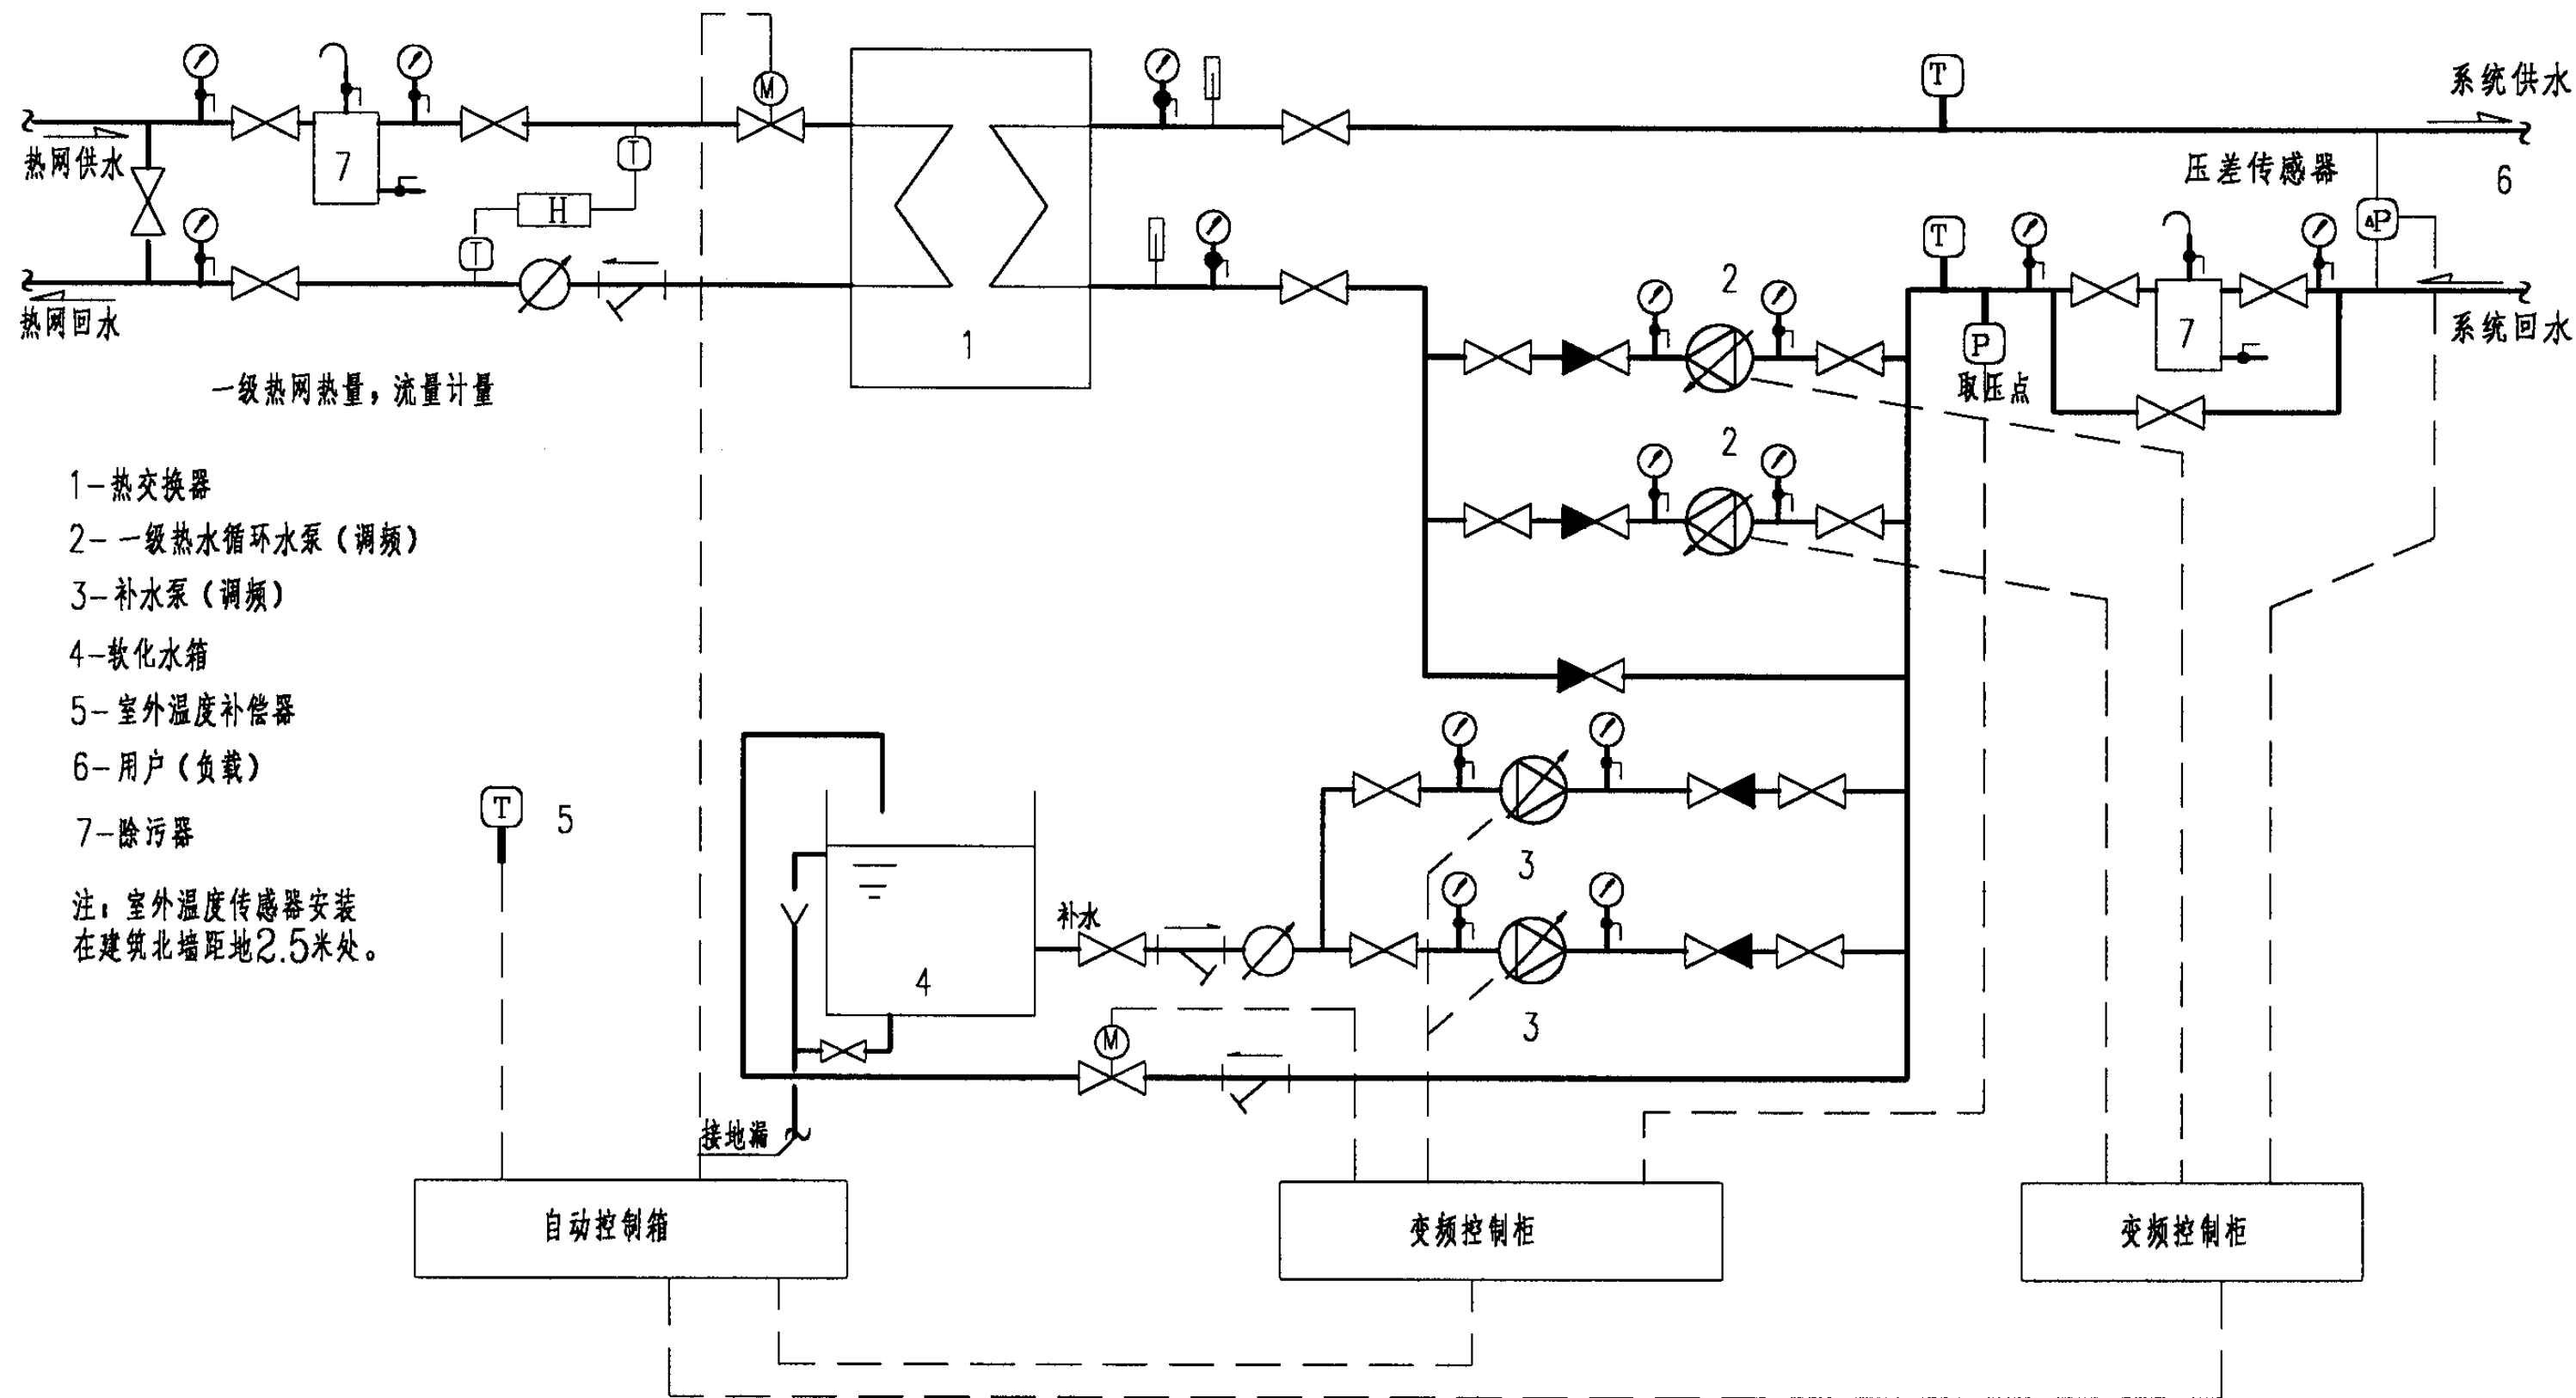 M
T
系统供水
热网供水
7
T
压差传感器
6
H
T
T
ΔP
热网回水
1
2
P
7
系统回水
一级热网热量，流量计量
取压点
2
1-热交换器
2-一级热水循环水泵（调频）
3-补水泵（调频）
4-软化水箱
5-室外温度补偿器
6-用户（负载）
7-除污器
T
5
3
注：室外温度传感器安装
在建筑北墙距地2.5米处。
补水
4
3
M
接地漏
自动控制箱
变频控制柜
变频控制柜